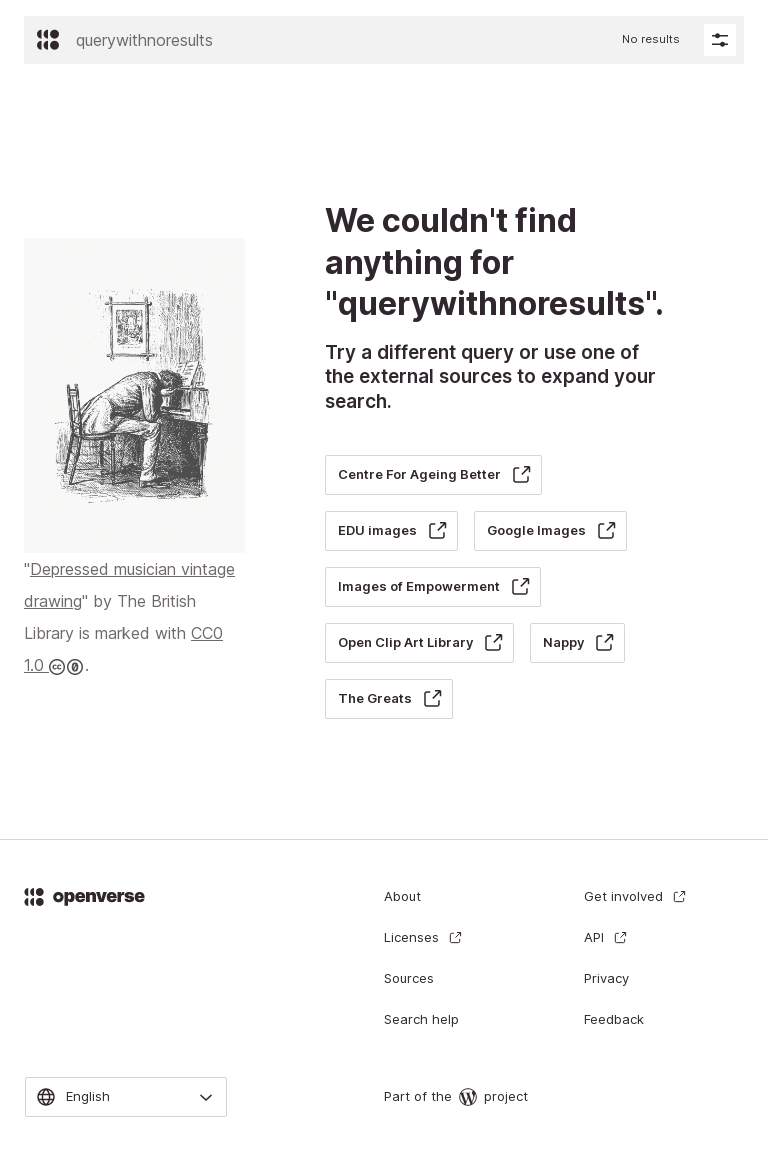 querywithnoresults
No results
We couldn't find
anything for
"querywithnoresults".
Try a different query or use one of
the external sources to expand your
search.
Centre For Ageing Better
EDU images
Google Images
Images of Empowerment
Open Clip Art Library
Nappy
The Greats
"Depressed musician vintage
drawing" by The British
Library is marked with CC0
1.0 .
openverse
About
Get involved
Licenses
API
Sources
Privacy
Search help
Feedback
English
Part of the project